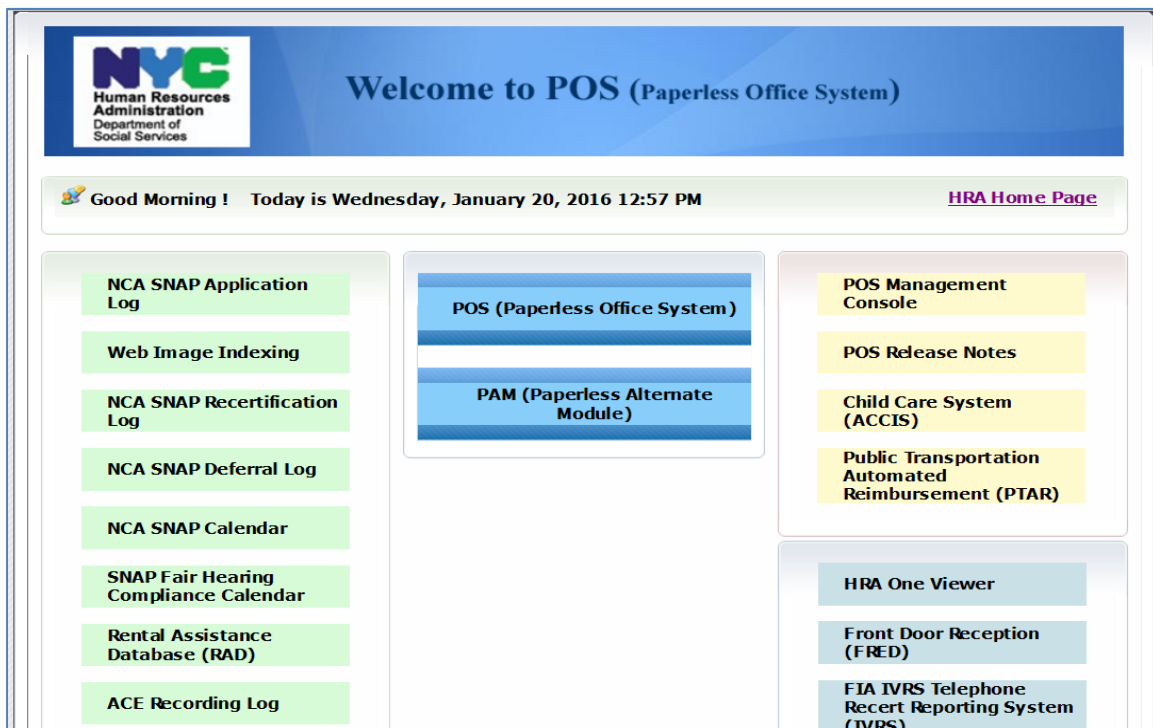 NYC
Human Resources
Administration
Department of
Social Services
Welcome to POS (Paperless Office System)
Good Morning !   Today is Wednesday, January 20, 2016 12:57 PM
HRA Home Page
NCA SNAP Application
Log
Web Image Indexing
NCA SNAP Recertification
Log
NCA SNAP Deferral Log
NCA SNAP Calendar
SNAP Fair Hearing
Compliance Calendar
Rental Assistance
Database (RAD)
ACE Recording Log
POS (Paperless Office System)
PAM (Paperless Alternate
Module)
POS Management
Console
POS Release Notes
Child Care System
(ACCIS)
Public Transportation
Automated
Reimbursement (PTAR)
HRA One Viewer
Front Door Reception
(FRED)
FIA IVRS Telephone
Recert Reporting System
(IVRS)